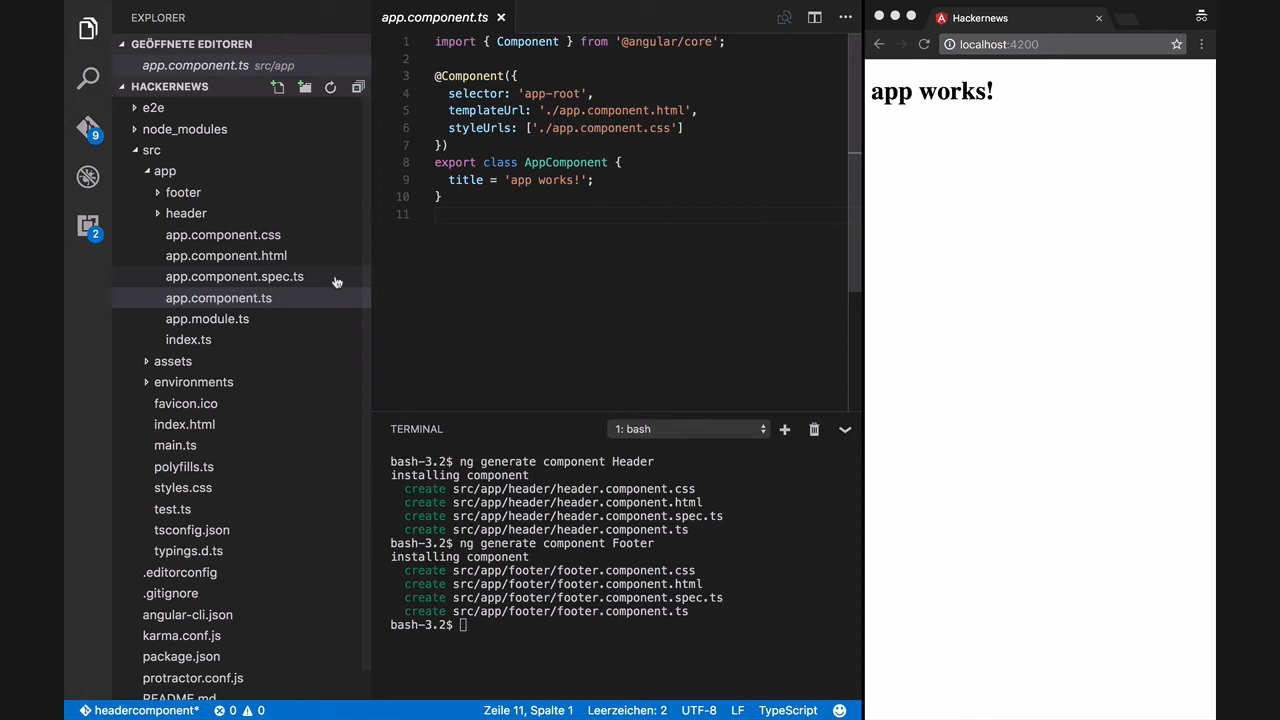 EXPLORER
GEÖFFNETE EDITOREN
app.component.ts src/app
HACKERNEWS
e2e
node_modules
src
app
footer
header
app.component.css
app.component.html
app.component.spec.ts
app.component.ts
app.module.ts
index.ts
assets
environments
favicon.ico
index.html
main.ts
polyfills.ts
styles.css
test.ts
tsconfig.json
typings.d.ts
.editorconfig
.gitignore
angular-cli.json
karma.conf.js
package.json
protractor.conf.js
README.md
9
2
app.component.ts
1 import { Component } from '@angular/core';
2
3 @Component({
4 selector: 'app-root',
5 templateUrl: './app.component.html',
6 styleUrls: ['./app.component.css']
7 })
8 export class AppComponent {
9 title = 'app works!';
10 }
11
TERMINAL
1: bash
bash-3.2$ ng generate component Header
installing component
create src/app/header/header.component.css
create src/app/header/header.component.html
create src/app/header/header.component.spec.ts
create src/app/header/header.component.ts
bash-3.2$ ng generate component Footer
installing component
create src/app/footer/footer.component.css
create src/app/footer/footer.component.html
create src/app/footer/footer.component.spec.ts
create src/app/footer/footer.component.ts
bash-3.2$
headercomponent* 0 0 Zeile 11, Spalte 1 Leerzeichen: 2 UTF-8 LF TypeScript
Hackernews
localhost:4200
app works!